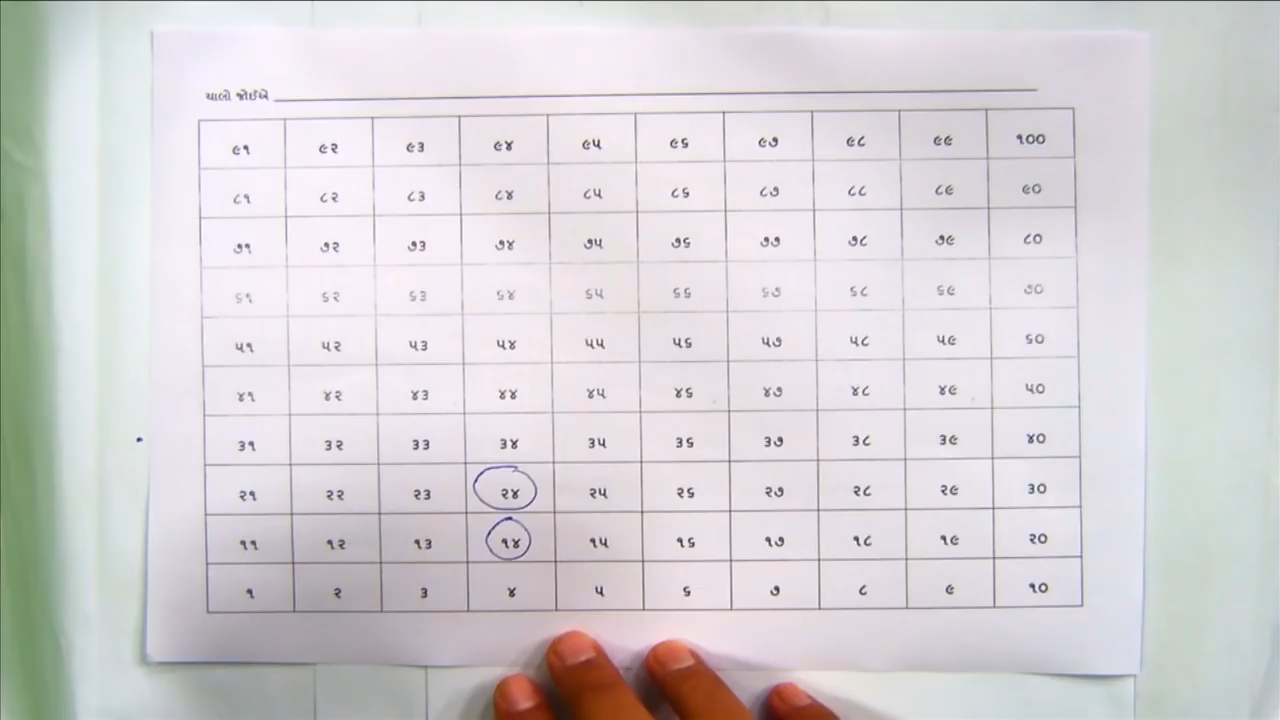 ચાલો જોઈએ
૯૧ ૯૨ ૯૩ ૯૪ ૯૫ ૯૬ ૯૭ ૯૮ ૯૯ ૧૦૦
૮૧ ૮૨ ૮૩ ૮૪ ૮૫ ૮૬ ૮૭ ૮૮ ૮૯ ૯૦
૭૧ ૭૨ ૭૩ ૭૪ ૭૫ ૭૬ ૭૭ ૭૮ ૭૯ ૮૦
૬૧ ૬૨ ૬૩ ૬૪ ૬૫ ૬૬ ૬૭ ૬૮ ૬૯ ૭૦
૫૧ ૫૨ ૫૩ ૫૪ ૫૫ ૫૬ ૫૭ ૫૮ ૫૯ ૬૦
૪૧ ૪૨ ૪૩ ૪૪ ૪૫ ૪૬ ૪૭ ૪૮ ૪૯ ૫૦
૩૧ ૩૨ ૩૩ ૩૪ ૩૫ ૩૬ ૩૭ ૩૮ ૩૯ ૪૦
૨૧ ૨૨ ૨૩ ૨૪ ૨૫ ૨૬ ૨૭ ૨૮ ૨૯ ૩૦
૧૧ ૧૨ ૧૩ ૧૪ ૧૫ ૧૬ ૧૭ ૧૮ ૧૯ ૨૦
૧ ૨ ૩ ૪ ૫ ૬ ૭ ૮ ૯ ૧૦